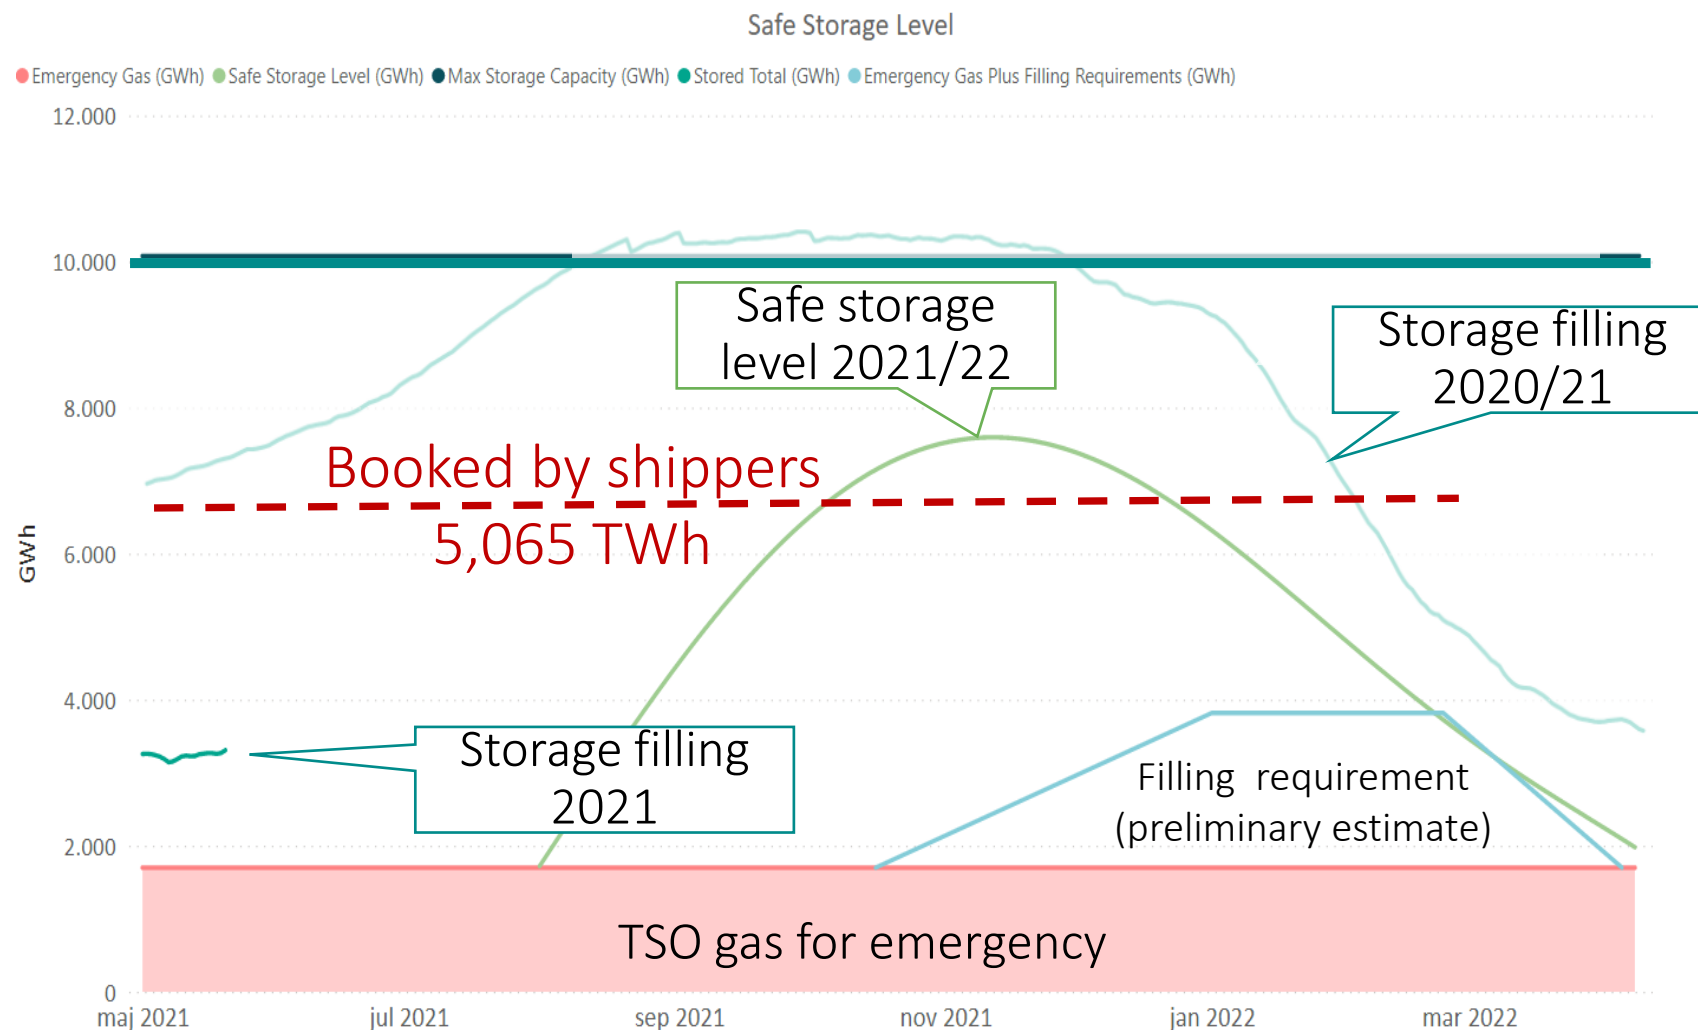 Safe Storage Level
Emergency Gas (GWh) Safe Storage Level (GWh) Max Storage Capacity (GWh) Stored Total (GWh) Emergency Gas Plus Filling Requirements (GWh)
12.000
10.000
8.000
6.000
4.000
2.000
0
GWh
Safe storage
level 2021/22
Storage filling
2020/21
Booked by shippers
5,065 TWh
Storage filling
2021
Filling requirement
(preliminary estimate)
TSO gas for emergency
maj 2021 jul 2021 sep 2021 nov 2021 jan 2022 mar 2022